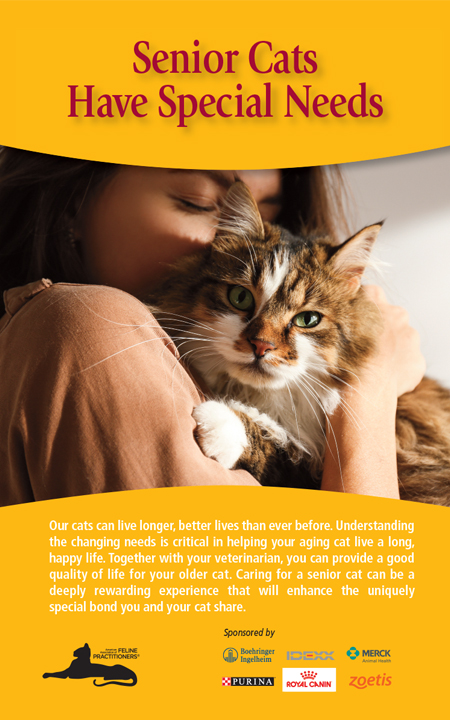 Senior Cats
Have Special Needs
Our cats can live longer, better lives than ever before. Understanding
the changing needs is critical in helping your aging cat live a long,
happy life. Together with your veterinarian, you can provide a good
quality of life for your older cat. Caring for a senior cat can be a
deeply rewarding experience that will enhance the uniquely
special bond you and your cat share.
Sponsored by
FELINE
PRACTITIONERS®
Boehringer
Ingelheim
IDEXX
MERCK
Animal Health
PURINA
ROYAL CANIN
zoetis